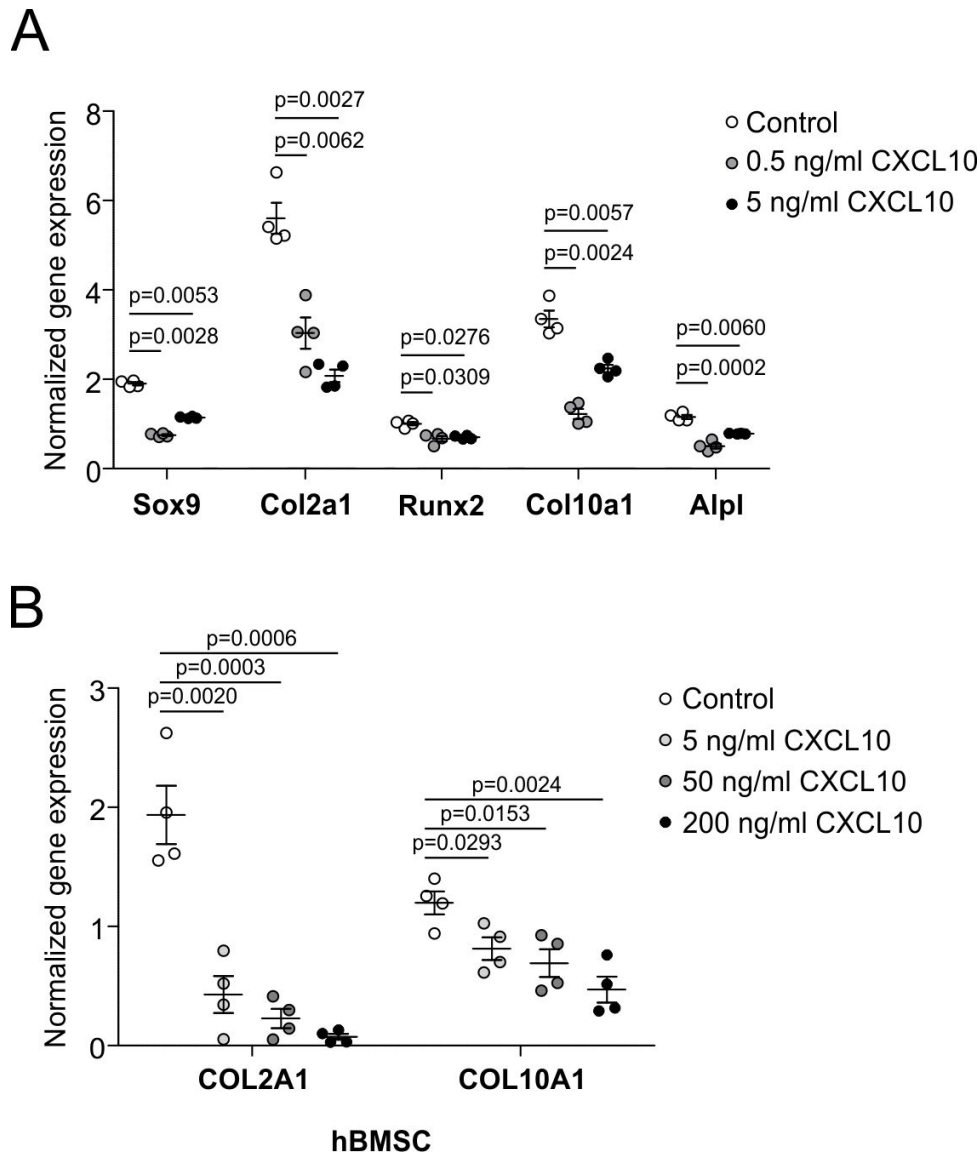 A
Normalized gene expression
8
6
4
2
0
p=0.0053
p=0.0028
p=0.0027
p=0.0062
p=0.0276
p=0.0309
p=0.0057
p=0.0024
p=0.0060
p=0.0002
Control
0.5 ng/ml CXCL10
5 ng/ml CXCL10
Sox9 Col2a1 Runx2 Col10a1 Alpl
B
Normalized gene expression
3
2
1
0
p=0.0006
p=0.0003
p=0.0020
p=0.0024
p=0.0153
p=0.0293
Control
5 ng/ml CXCL10
50 ng/ml CXCL10
200 ng/ml CXCL10
COL2A1 COL10A1
hBMSC